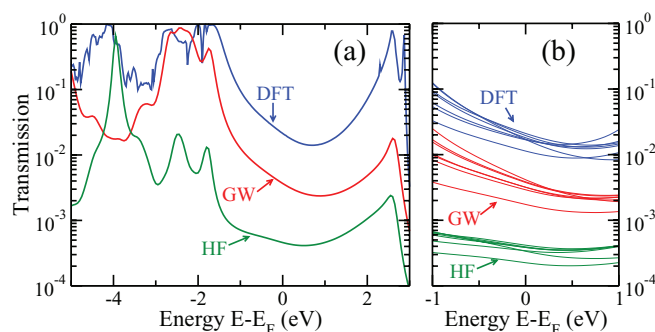 (a)
(b)
10^0
10^-1
10^-2
10^-3
10^-4
Transmission
DFT
GW
HF
DFT
GW
HF
10^0
10^-1
10^-2
10^-3
10^-4
-4 -2 0 2
-1 0 1
Energy E-E_F (eV)
Energy E-E_F (eV)